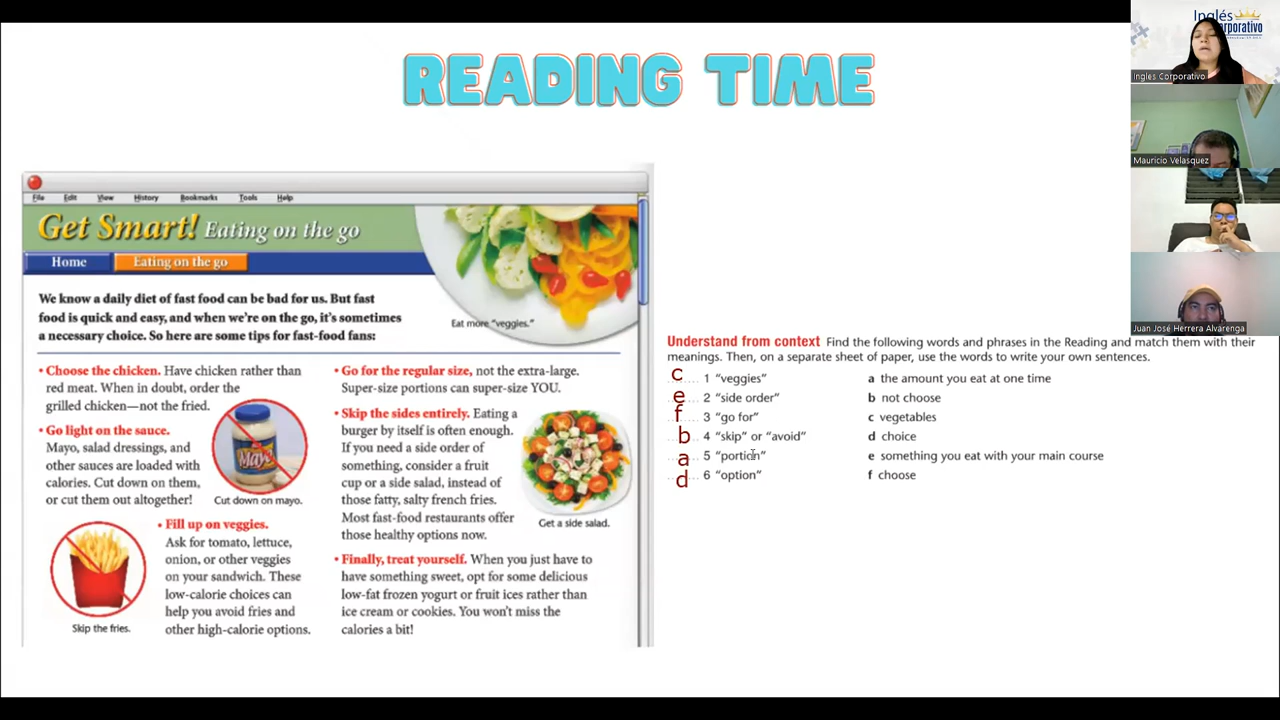 READING TIME
Inglés
orporativo
Ingles Corporativo
Mauricio Velasquez
Juan José Herrera Alvarenga
File Edit View History Bookmarks Tools Help
Get Smart! Eating on the go
Home Eating on the go
We know a daily diet of fast food can be bad for us. But fast
food is quick and easy, and when we're on the go, it's sometimes
a necessary choice. So here are some tips for fast-food fans:
Eat more "veggies."
• Choose the chicken. Have chicken rather than
red meat. When in doubt, order the
grilled chicken—not the fried.
• Go light on the sauce.
Mayo, salad dressings, and
other sauces are loaded with
calories. Cut down on them,
or cut them out altogether!
Mayo
Cut down on mayo.
• Fill up on veggies.
Ask for tomato, lettuce,
onion, or other veggies
on your sandwich. These
low-calorie choices can
help you avoid fries and
other high-calorie options.
Skip the fries.
• Go for the regular size, not the extra-large.
Super-size portions can super-size YOU.
• Skip the sides entirely. Eating a
burger by itself is often enough.
If you need a side order of
something, consider a fruit
cup or a side salad, instead of
those fatty, salty french fries.
Most fast-food restaurants offer
those healthy options now.
Get a side salad.
• Finally, treat yourself. When you just have to
have something sweet, opt for some delicious
low-fat frozen yogurt or fruit ices rather than
ice cream or cookies. You won't miss the
calories a bit!
Understand from context Find the following words and phrases in the Reading and match them with their
meanings. Then, on a separate sheet of paper, use the words to write your own sentences.
c 1 "veggies" a the amount you eat at one time
e 2 "side order" b not choose
f 3 "go for" c vegetables
b 4 "skip" or "avoid" d choice
a 5 "portion" e something you eat with your main course
d 6 "option" f choose